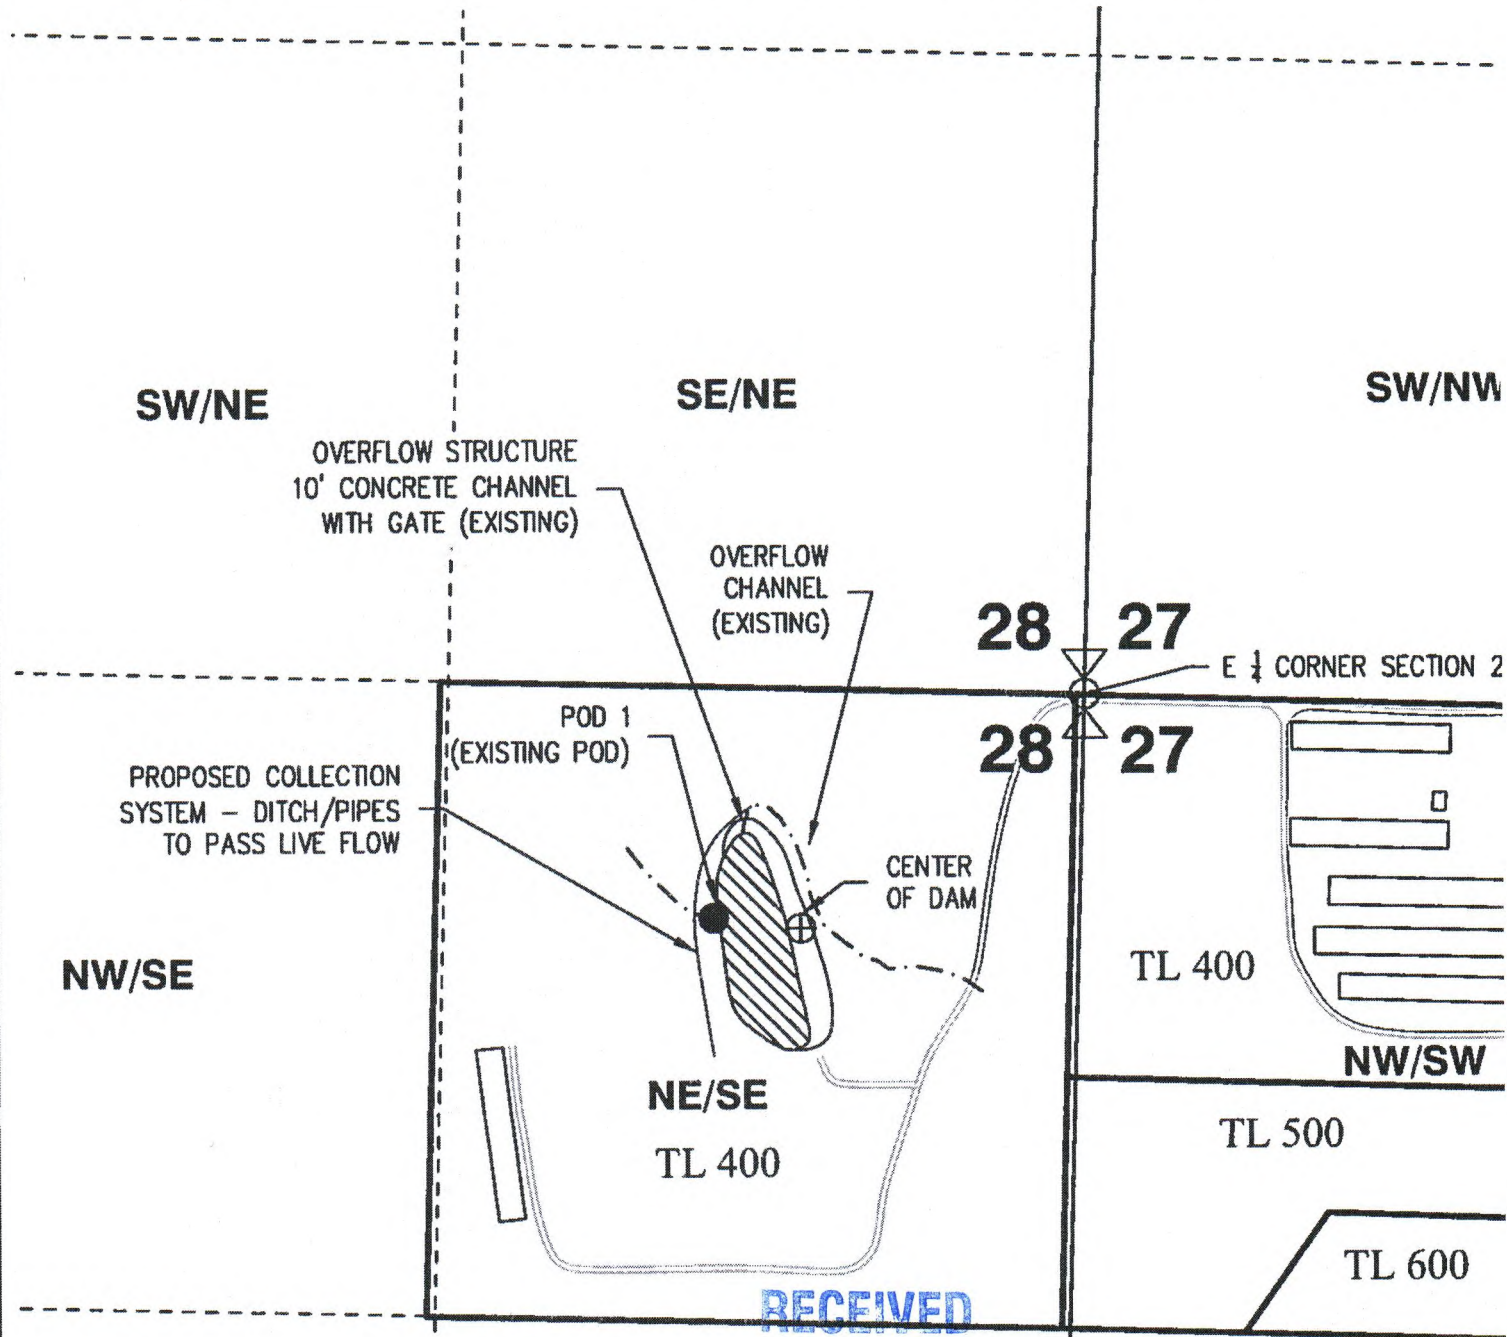 SW/NE
SE/NE
SW/NW
OVERFLOW STRUCTURE
10' CONCRETE CHANNEL
WITH GATE (EXISTING)
OVERFLOW
CHANNEL
(EXISTING)
28 27
E 1/4 CORNER SECTION 2
28 27
POD 1
(EXISTING POD)
PROPOSED COLLECTION
SYSTEM – DITCH/PIPES
TO PASS LIVE FLOW
CENTER
OF DAM
NW/SE
TL 400
NW/SW
NE/SE
TL 400
TL 500
TL 600
RECEIVED